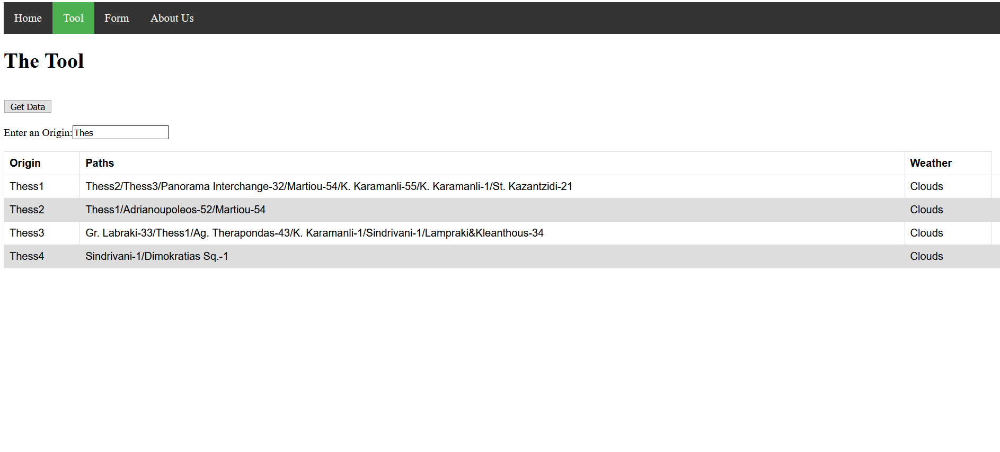 Home Tool Form About Us
The Tool
Get Data
Enter an Origin: Thes
Origin Paths Weather
Thess1 Thess2/Thess3/Panorama Interchange-32/Martiou-54/K. Karamanli-55/K. Karamanli-1/St. Kazantzidi-21 Clouds
Thess2 Thess1/Adrianoupoleos-52/Martiou-54 Clouds
Thess3 Gr. Labraki-33/Thess1/Ag. Therapondas-43/K. Karamanli-1/Sindrivani-1/Lampraki&Kleanthous-34 Clouds
Thess4 Sindrivani-1/Dimokratias Sq.-1 Clouds